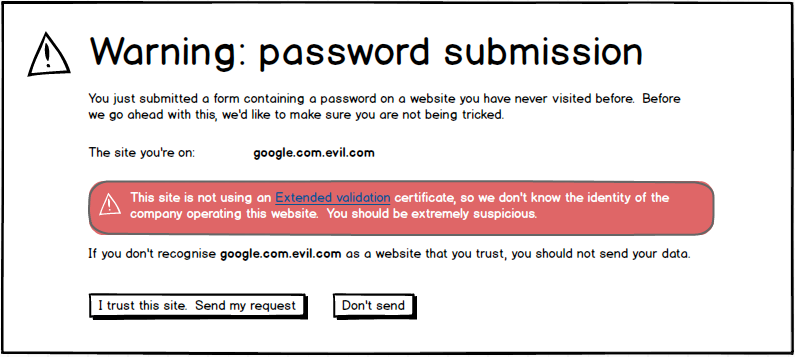 Warning: password submission
You just submitted a form containing a password on a website you have never visited before. Before
we go ahead with this, we'd like to make sure you are not being tricked.
The site you're on: google.com.evil.com
This site is not using an Extended validation certificate, so we don't know the identity of the
company operating this website. You should be extremely suspicious.
If you don't recognise google.com.evil.com as a website that you trust, you should not send your data.
I trust this site. Send my request Don't send